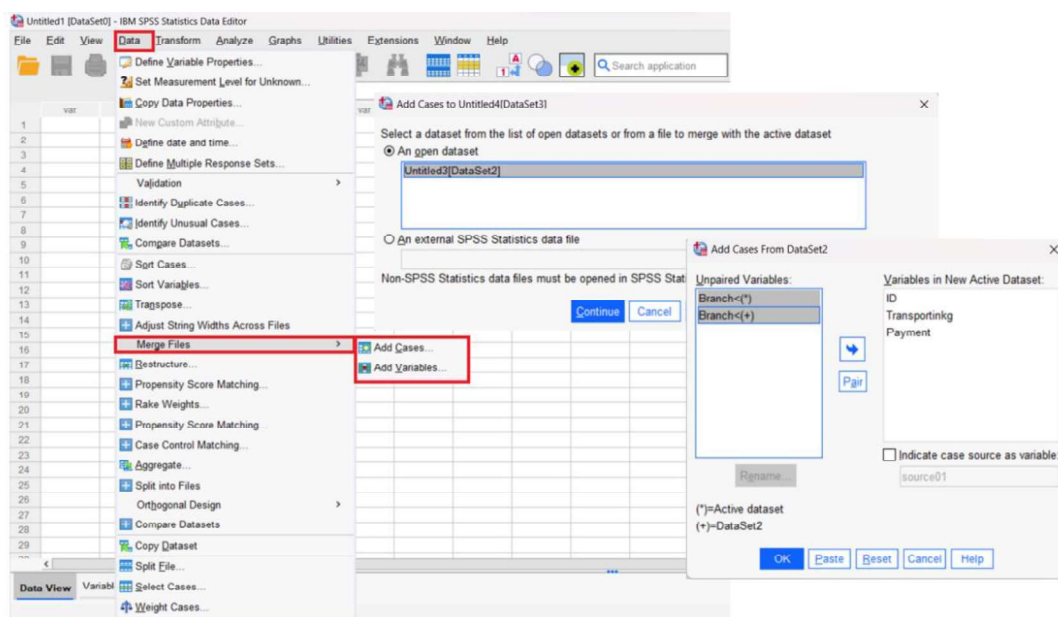 Untitled1 [DataSet0] - IBM SPSS Statistics Data Editor
File Edit View Data Transform Analyze Graphs Utilities Extensions Window Help
Search application
Define Variable Properties...
Set Measurement Level for Unknown...
Copy Data Properties...
New Custom Attribute...
Define date and time...
Define Multiple Response Sets...
Validation >
Identify Duplicate Cases...
Identify Unusual Cases...
Compare Datasets...
Sort Cases...
Sort Variables...
Transpose...
Adjust String Widths Across Files
Merge Files >
Restructure...
Propensity Score Matching...
Rake Weights...
Propensity Score Matching...
Case Control Matching...
Aggregate...
Split into Files
Orthogonal Design >
Compare Datasets
Copy Dataset
Split File...
Select Cases...
Weight Cases...
Add Cases...
Add Variables...
var
var
1
2
3
4
5
6
7
8
9
10
11
12
13
14
15
16
17
18
19
20
21
22
23
24
25
26
27
28
29
Data View Variabl
Add Cases to Untitled4[DataSet3]
Select a dataset from the list of open datasets or from a file to merge with the active dataset
An open dataset
Untitled3[DataSet2]
An external SPSS Statistics data file
Non-SPSS Statistics data files must be opened in SPSS Stati
Continue Cancel
Add Cases From DataSet2
Unpaired Variables:
Branch<(*)
Branch<(+)
Rename...
(*)=Active dataset
(+)=DataSet2
Pair
Variables in New Active Dataset:
ID
Transportinkg
Payment
Indicate case source as variable:
source01
OK Paste Reset Cancel Help